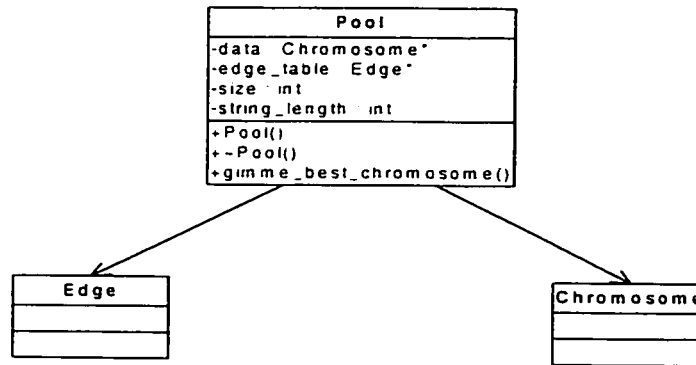 Pool
-data Chromosome*
-edge_table Edge*
-size : int
-string_length : int
+Pool()
+~Pool()
+gimme_best_chromosome()
Edge
Chromosome